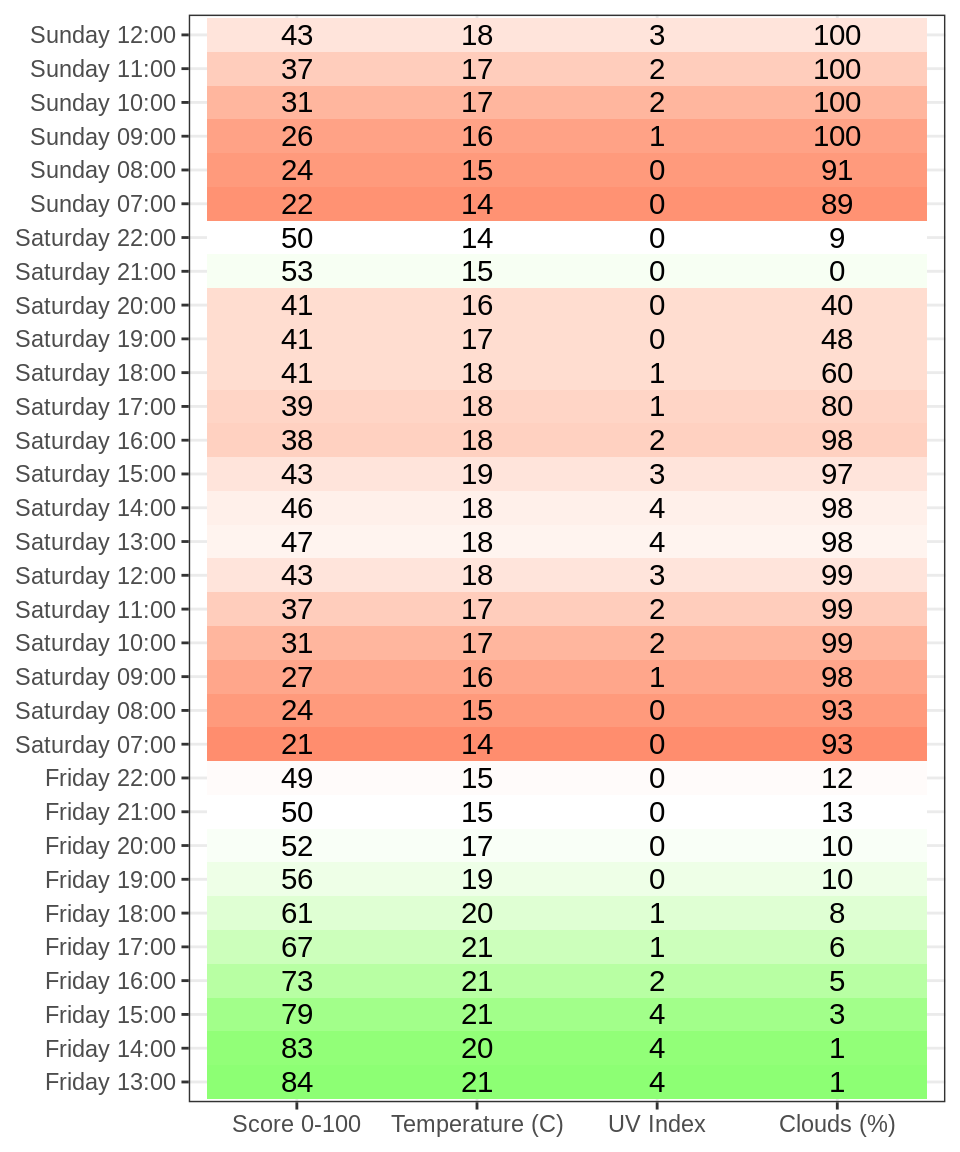 Sunday 12:00 43 18 3 100
Sunday 11:00 37 17 2 100
Sunday 10:00 31 17 2 100
Sunday 09:00 26 16 1 100
Sunday 08:00 24 15 0 91
Sunday 07:00 22 14 0 89
Saturday 22:00 50 14 0 9
Saturday 21:00 53 15 0 0
Saturday 20:00 41 16 0 40
Saturday 19:00 41 17 0 48
Saturday 18:00 41 18 1 60
Saturday 17:00 39 18 1 80
Saturday 16:00 38 18 2 98
Saturday 15:00 43 19 3 97
Saturday 14:00 46 18 4 98
Saturday 13:00 47 18 4 98
Saturday 12:00 43 18 3 99
Saturday 11:00 37 17 2 99
Saturday 10:00 31 17 2 99
Saturday 09:00 27 16 1 98
Saturday 08:00 24 15 0 93
Saturday 07:00 21 14 0 93
Friday 22:00 49 15 0 12
Friday 21:00 50 15 0 13
Friday 20:00 52 17 0 10
Friday 19:00 56 19 0 10
Friday 18:00 61 20 1 8
Friday 17:00 67 21 1 6
Friday 16:00 73 21 2 5
Friday 15:00 79 21 4 3
Friday 14:00 83 20 4 1
Friday 13:00 84 21 4 1
Score 0-100 Temperature (C) UV Index Clouds (%)